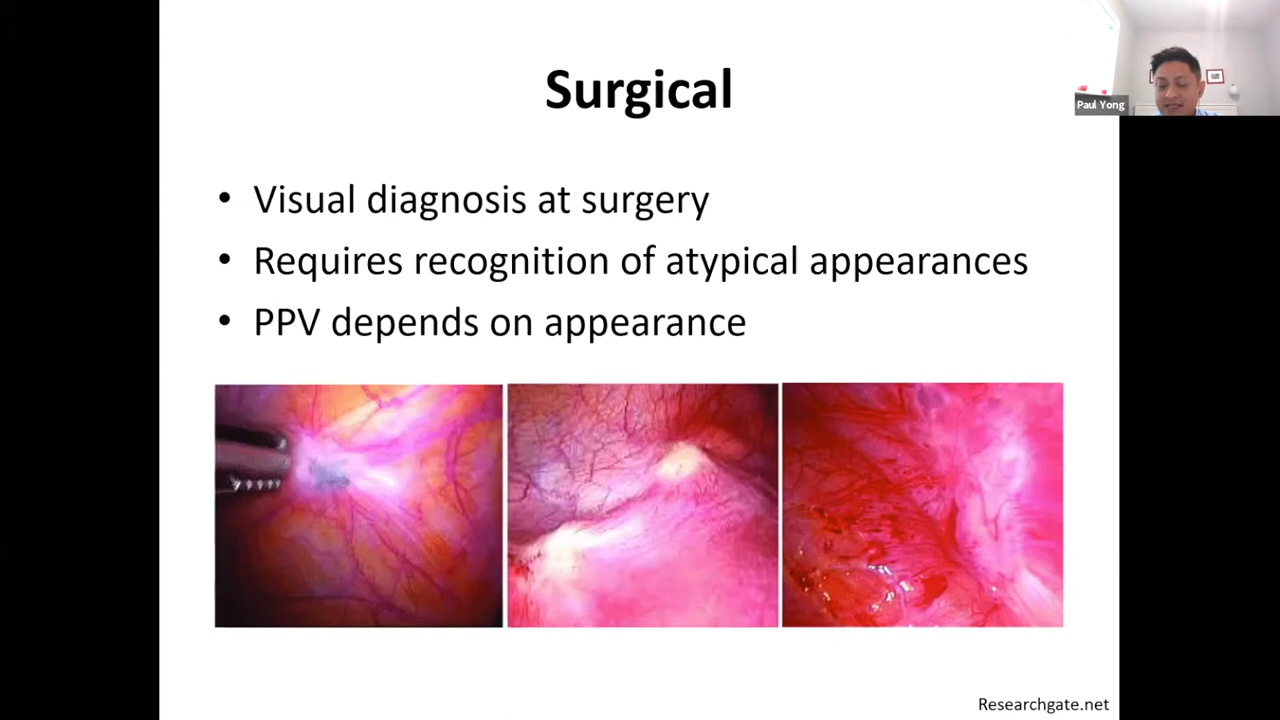 Surgical
Paul Yong
• Visual diagnosis at surgery
• Requires recognition of atypical appearances
• PPV depends on appearance
Researchgate.net